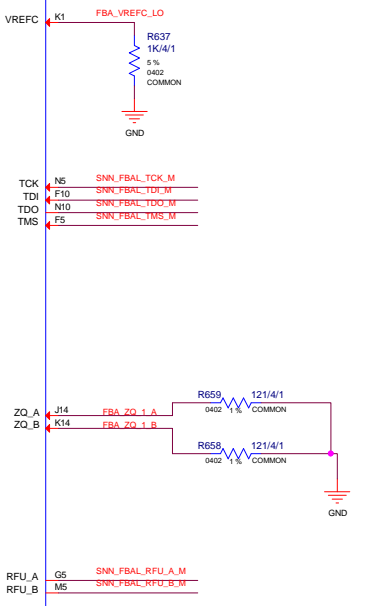 FBA_VREFC_LO
VREFC K1
R637
1K/4/1
5 %
0402
COMMON
GND
TCK N5 SNN_FBAL_TCK_M
TDI F10 SNN_FBAL_TDI_M
TDO N10 SNN_FBAL_TDO_M
TMS F5 SNN_FBAL_TMS_M
R659 121/4/1
0402 1 % COMMON
ZQ_A J14 FBA_ZQ_1_A
ZQ_B K14 FBA_ZQ_1_B
R658 121/4/1
0402 1 % COMMON
GND
RFU_A G5 SNN_FBAL_RFU_A_M
RFU_B M5 SNN_FBAL_RFU_B_M